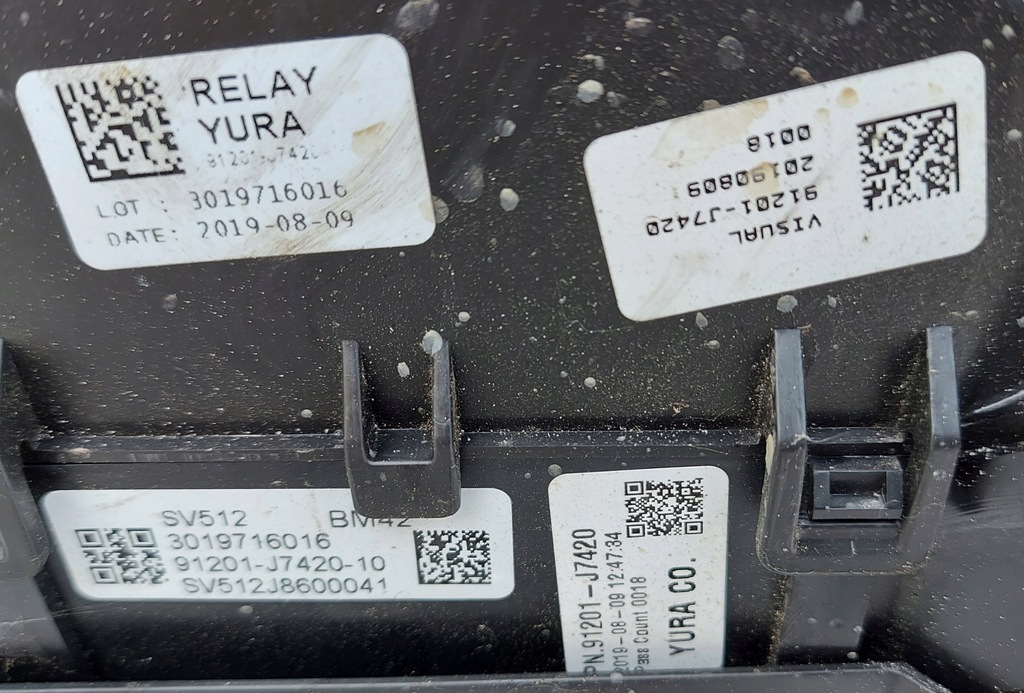 RELAY
YURA
LOT : 3019716016
DATE: 2019-08-09
VISUAL
91201-J7420
20190809
0018
SV512 BM42
3019716016
91201-J7420-10
SV512J8600041
PN.91201-J7420
2019-08-09 12:47:34
Pass Count 0018
YURA CO.